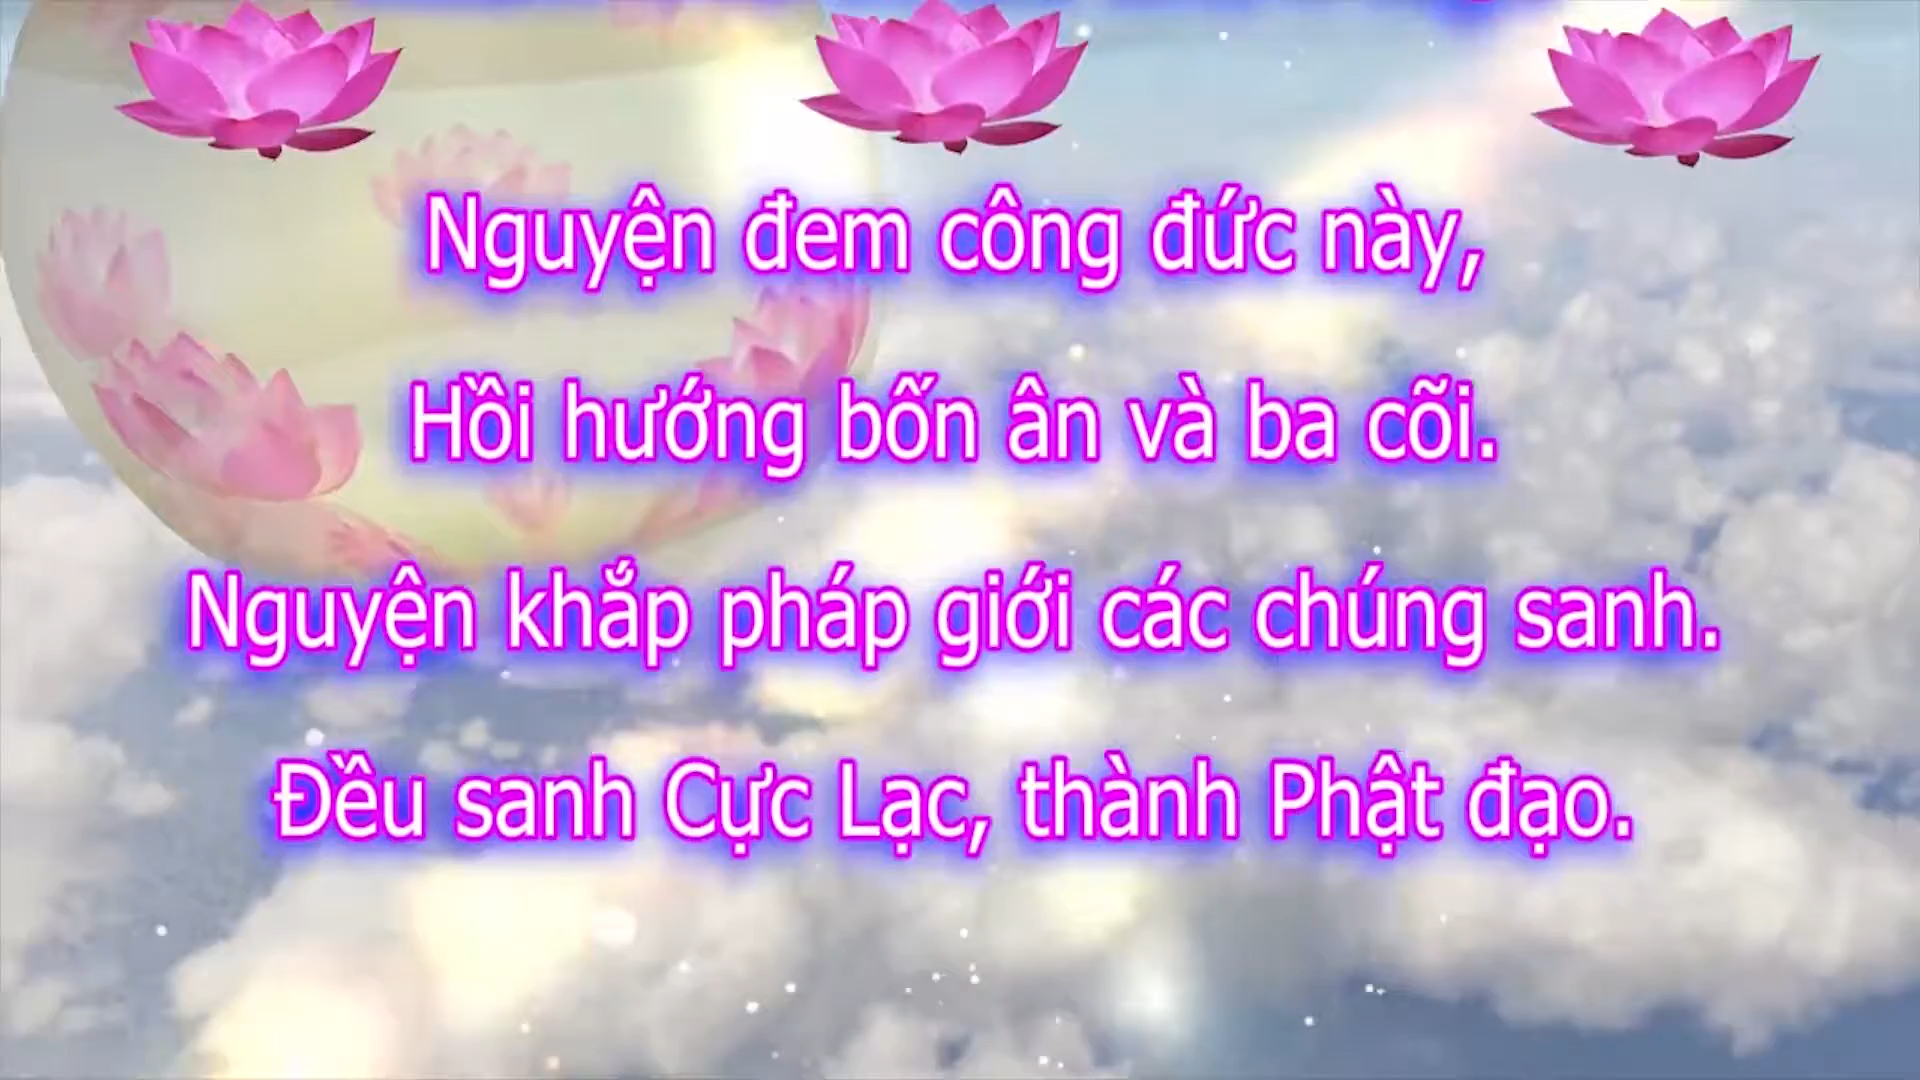 Nguyện đem công đức này,
Hồi hướng bốn ân và ba cõi.
Nguyện khắp pháp giới các chúng sanh.
Đều sanh Cực Lạc, thành Phật đạo.